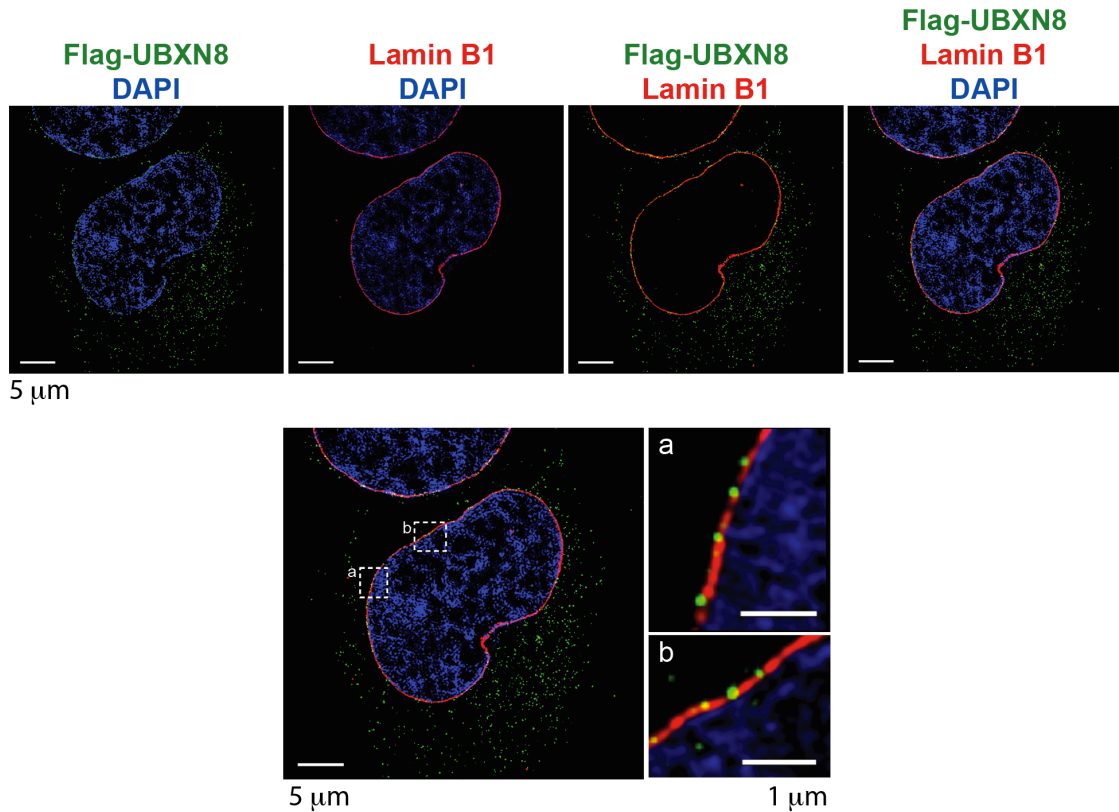 Flag-UBXN8
DAPI
Lamin B1
DAPI
Flag-UBXN8
Lamin B1
Flag-UBXN8
Lamin B1
DAPI
5 μm
b
a
a
b
5 μm
1 μm